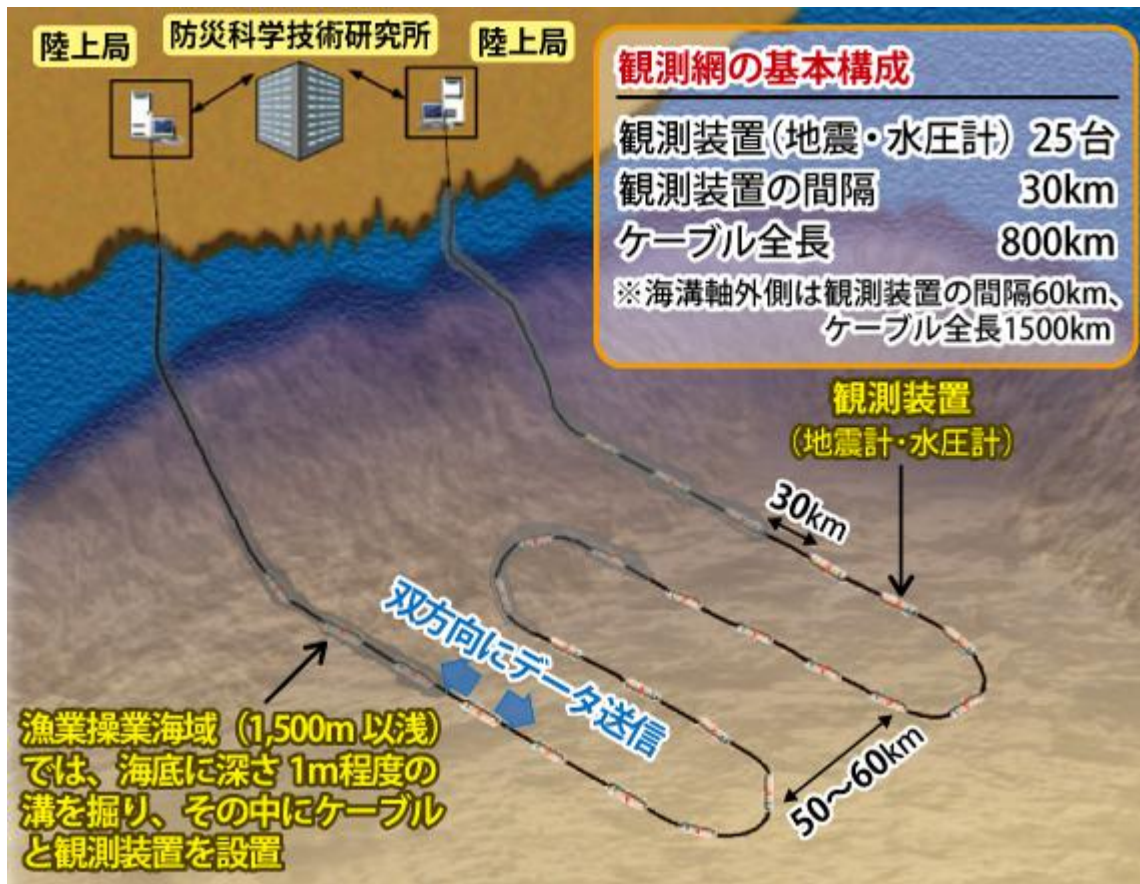 陸上局
防災科学技術研究所
陸上局
観測網の基本構成
観測装置(地震・水圧計) 25台
観測装置の間隔 30km
ケーブル全長 800km
※海溝軸外側は観測装置の間隔60km、
ケーブル全長1500km
観測装置
(地震計・水圧計)
30km
双方向にデータ送信
50〜60km
漁業操業海域(1,500m 以浅)
では、海底に深さ 1m程度の
溝を掘り、その中にケーブル
と観測装置を設置